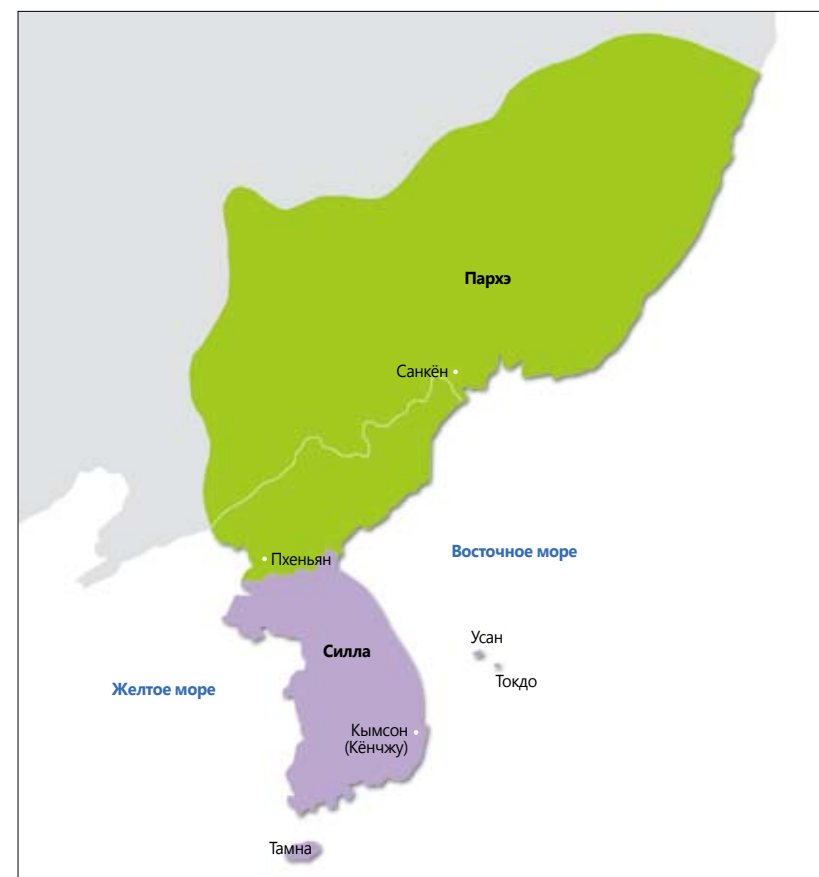 Пархэ
Санкён
Пхеньян
Восточное море
Усан
Силла
Токдо
Желтое море
Кымсон
(Кёнчжу)
Тамна